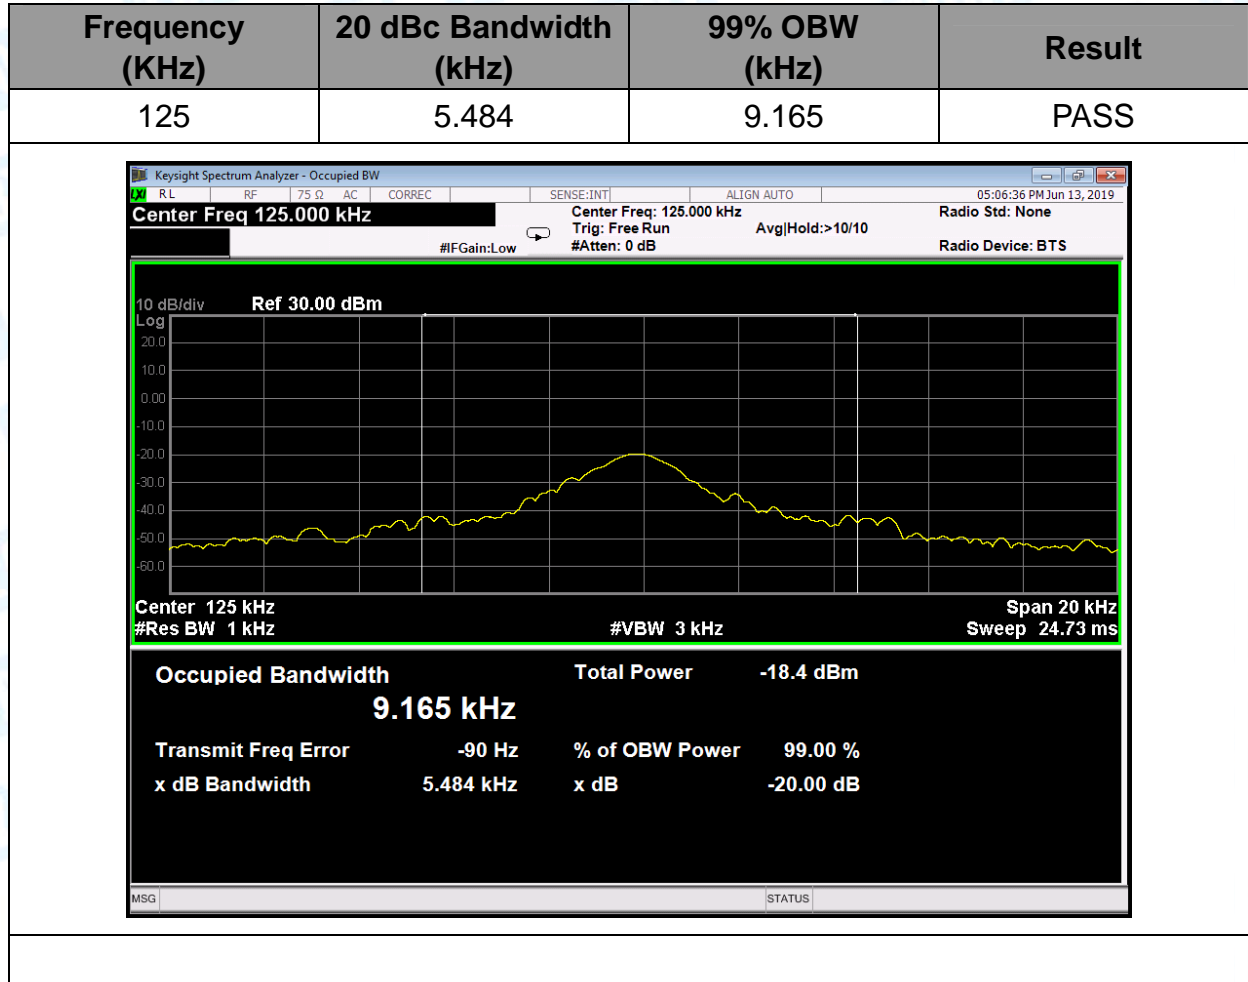 Frequency (KHz) 20 dBc Bandwidth (kHz) 99% OBW (kHz) Result
125 5.484 9.165 PASS
Keysight Spectrum Analyzer - Occupied BW
LXI RL RF 75 Ω AC CORREC SENSE:INT ALIGN AUTO 05:06:36 PM Jun 13, 2019
Center Freq 125.000 kHz Center Freq: 125.000 kHz Radio Std: None
Trig: Free Run Avg|Hold:>10/10
#IFGain:Low #Atten: 0 dB Radio Device: BTS
10 dB/div Ref 30.00 dBm
Log
20.0
10.0
0.00
-10.0
-20.0
-30.0
-40.0
-50.0
-60.0
Center 125 kHz Span 20 kHz
#Res BW 1 kHz #VBW 3 kHz Sweep 24.73 ms
Occupied Bandwidth Total Power -18.4 dBm
9.165 kHz
Transmit Freq Error -90 Hz % of OBW Power 99.00 %
x dB Bandwidth 5.484 kHz x dB -20.00 dB
MSG STATUS